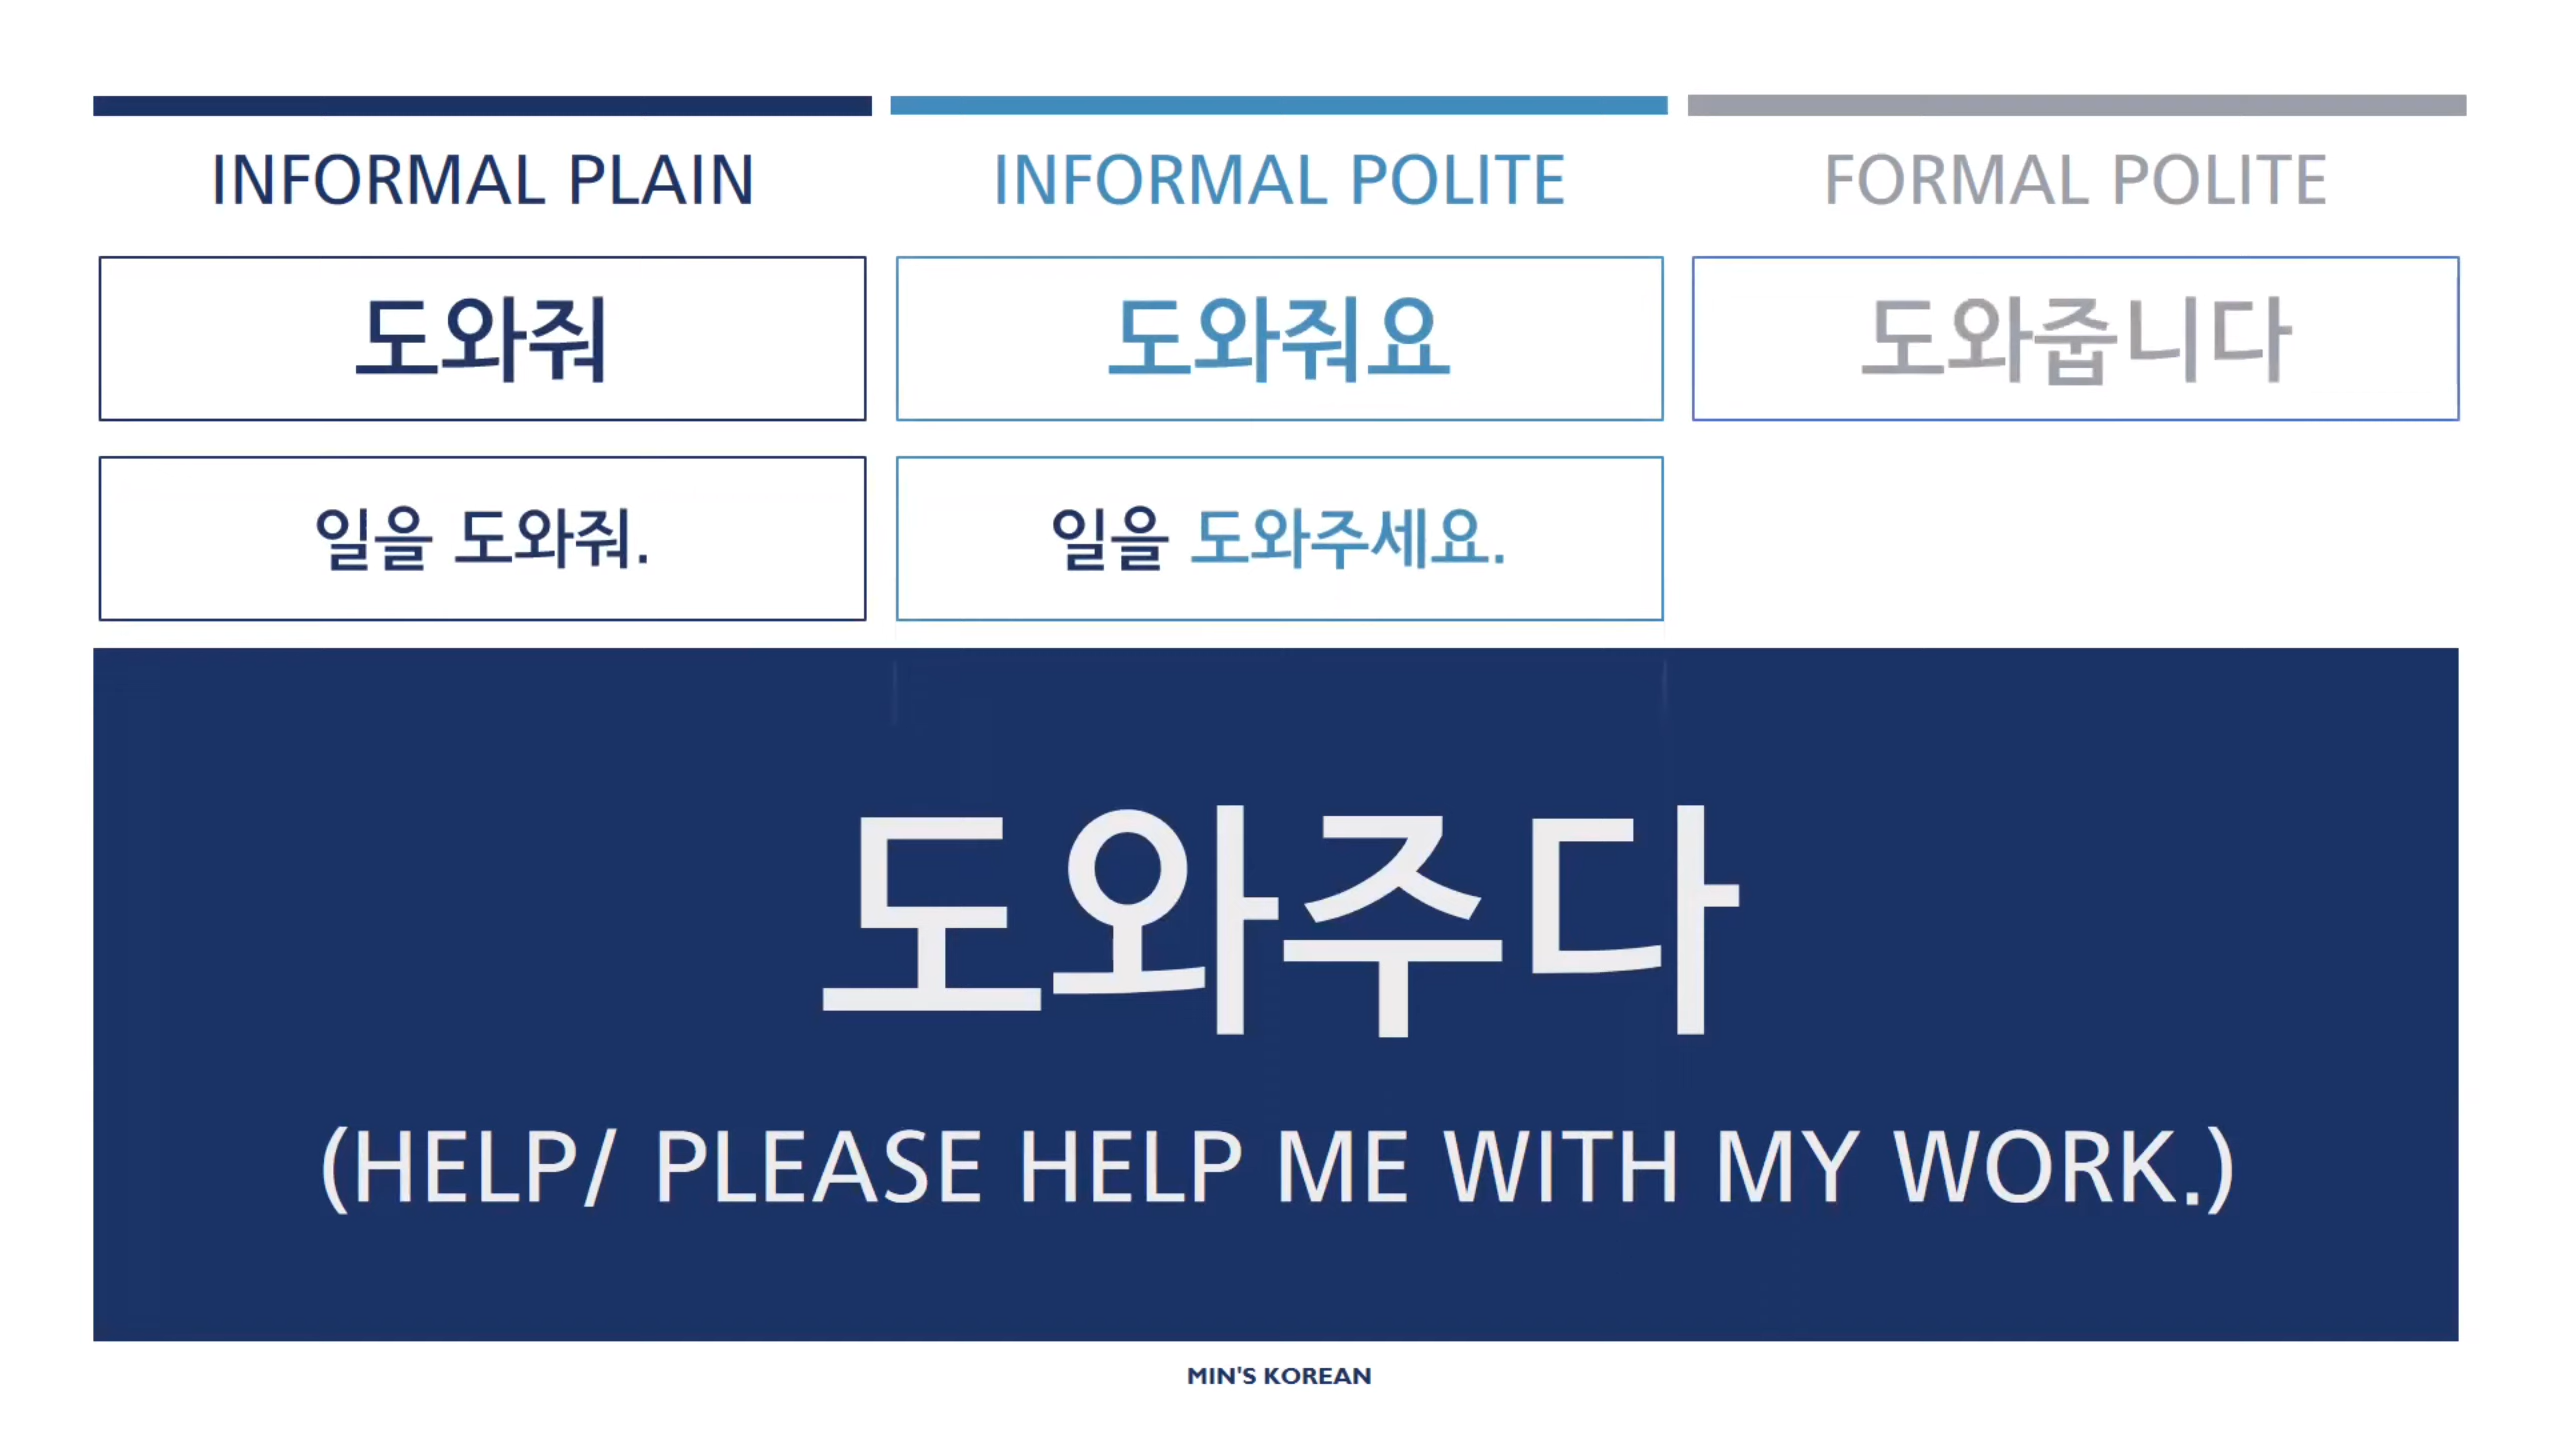 INFORMAL PLAIN
INFORMAL POLITE
FORMAL POLITE
도와줘
도와줘요
도와줍니다
일을 도와줘.
일을 도와주세요.
도와주다
(HELP/ PLEASE HELP ME WITH MY WORK.)
MIN'S KOREAN